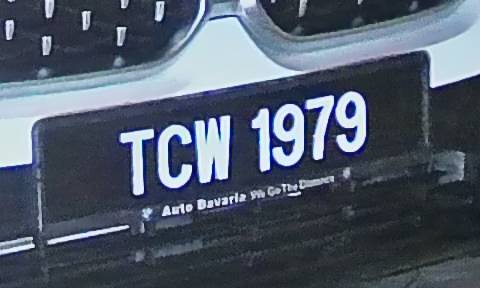 TCW 1979
Auto Bavaria We Go The Distance